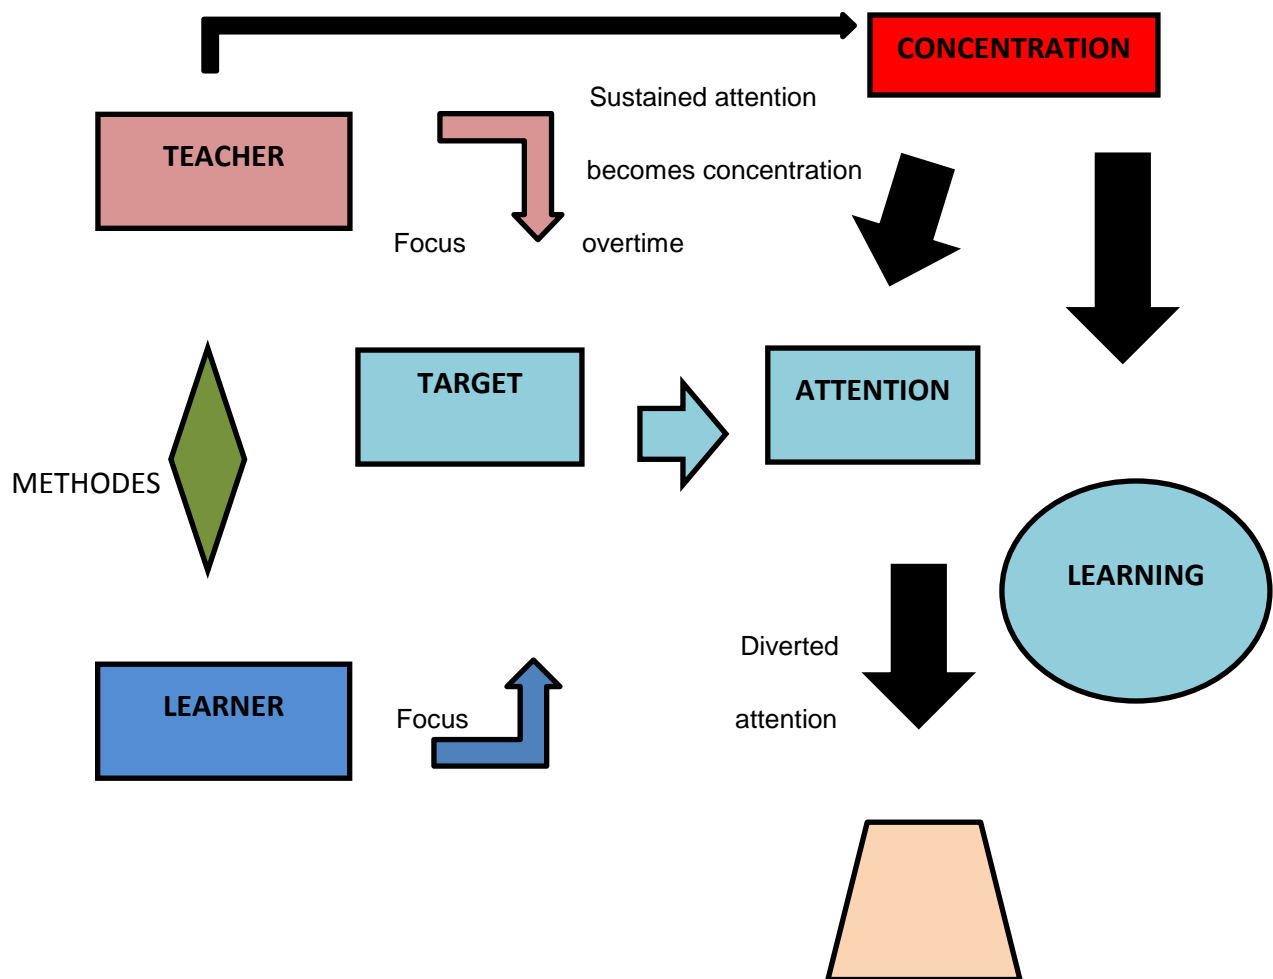 CONCENTRATION
Sustained attention
TEACHER
becomes concentration
Focus
overtime
TARGET
ATTENTION
METHODES
LEARNING
Diverted
LEARNER
Focus
attention